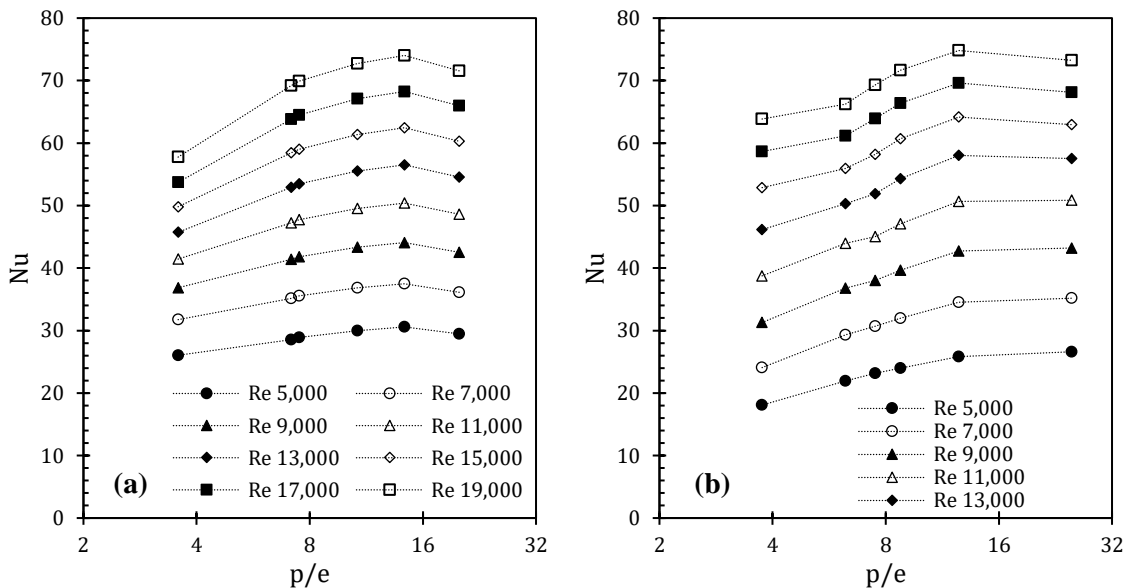 80
70
60
50
40
30
20
10
0
Nu
2 4 8 16 32
p/e
Re 5,000 Re 7,000
Re 9,000 Re 11,000
Re 13,000 Re 15,000
Re 17,000 Re 19,000
(a)
80
70
60
50
40
30
20
10
0
Nu
2 4 8 16 32
p/e
Re 5,000
Re 7,000
Re 9,000
Re 11,000
Re 13,000
(b)